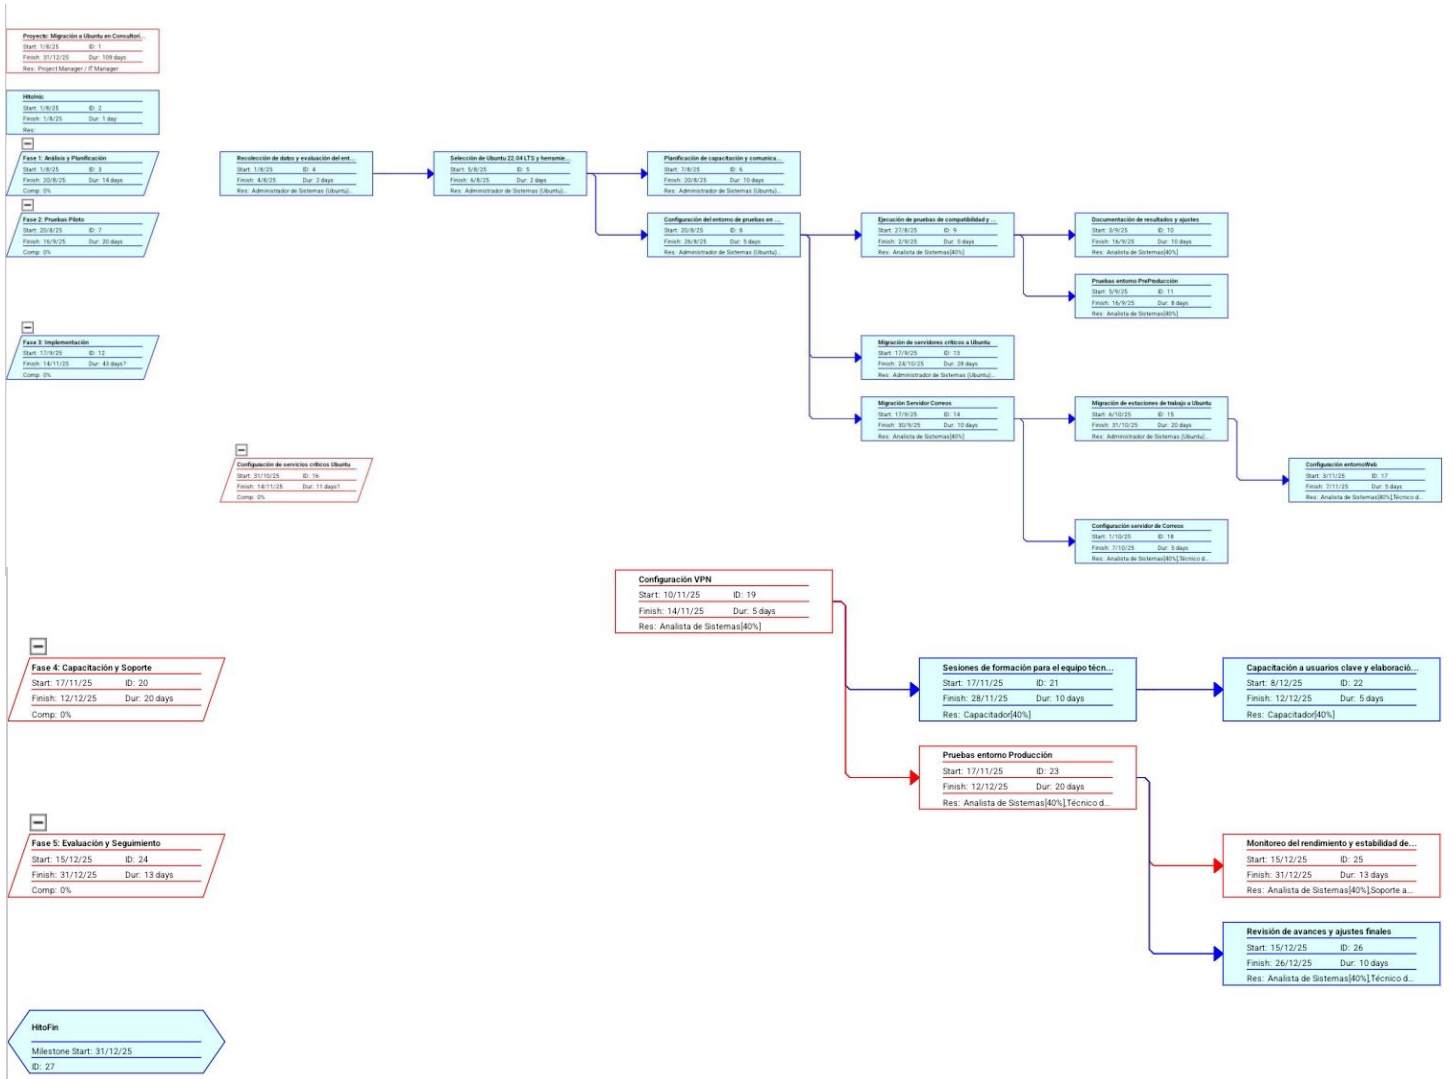 Proyecto: Migración a Ubuntu en Consultori...
Start: 1/8/25 ID: 1
Finish: 31/12/25 Dur: 109 days
Res: Project Manager / IT Manager
HitoInic
Start: 1/8/25 ID: 2
Finish: 1/8/25 Dur: 1 day
Res:
Fase 1: Análisis y Planificación
Start: 1/8/25 ID: 3
Finish: 20/8/25 Dur: 14 days
Comp: 0%
Recolección de datos y evaluación del ent...
Start: 1/8/25 ID: 4
Finish: 4/8/25 Dur: 2 days
Res: Administrador de Sistemas (Ubuntu)...
Selección de Ubuntu 22.04 LTS y herramie...
Start: 5/8/25 ID: 5
Finish: 6/8/25 Dur: 2 days
Res: Administrador de Sistemas (Ubuntu)...
Planificación de capacitación y comunica...
Start: 7/8/25 ID: 6
Finish: 20/8/25 Dur: 10 days
Res: Administrador de Sistemas (Ubuntu)...
Fase 2: Pruebas Piloto
Start: 20/8/25 ID: 7
Finish: 16/9/25 Dur: 20 days
Comp: 0%
Configuración del entorno de pruebas en ...
Start: 20/8/25 ID: 8
Finish: 26/8/25 Dur: 5 days
Res: Administrador de Sistemas (Ubuntu)...
Ejecución de pruebas de compatibilidad y ...
Start: 27/8/25 ID: 9
Finish: 2/9/25 Dur: 5 days
Res: Analista de Sistemas[40%]
Documentación de resultados y ajustes
Start: 3/9/25 ID: 10
Finish: 16/9/25 Dur: 10 days
Res: Analista de Sistemas[40%]
Pruebas entorno PreProducción
Start: 5/9/25 ID: 11
Finish: 16/9/25 Dur: 8 days
Res: Analista de Sistemas[40%]
Fase 3: Implementación
Start: 17/9/25 ID: 12
Finish: 14/11/25 Dur: 43 days?
Comp: 0%
Migración de servidores críticos a Ubuntu
Start: 17/9/25 ID: 13
Finish: 24/10/25 Dur: 28 days
Res: Administrador de Sistemas (Ubuntu)...
Migración Servidor Correos
Start: 17/9/25 ID: 14
Finish: 30/9/25 Dur: 10 days
Res: Analista de Sistemas[40%]
Migración de estaciones de trabajo a Ubuntu
Start: 6/10/25 ID: 15
Finish: 31/10/25 Dur: 20 days
Res: Administrador de Sistemas (Ubuntu)...
Configuración de servicios críticos Ubuntu
Start: 31/10/25 ID: 16
Finish: 14/11/25 Dur: 11 days?
Comp: 0%
Configuración entornoWeb
Start: 3/11/25 ID: 17
Finish: 7/11/25 Dur: 5 days
Res: Analista de Sistemas[40%],Técnico d...
Configuración servidor de Correos
Start: 1/10/25 ID: 18
Finish: 7/10/25 Dur: 5 days
Res: Analista de Sistemas[40%],Técnico d...
Configuración VPN
Start: 10/11/25 ID: 19
Finish: 14/11/25 Dur: 5 days
Res: Analista de Sistemas[40%]
Fase 4: Capacitación y Soporte
Start: 17/11/25 ID: 20
Finish: 12/12/25 Dur: 20 days
Comp: 0%
Sesiones de formación para el equipo técn...
Start: 17/11/25 ID: 21
Finish: 28/11/25 Dur: 10 days
Res: Capacitador[40%]
Capacitación a usuarios clave y elaboració...
Start: 8/12/25 ID: 22
Finish: 12/12/25 Dur: 5 days
Res: Capacitador[40%]
Pruebas entorno Producción
Start: 17/11/25 ID: 23
Finish: 12/12/25 Dur: 20 days
Res: Analista de Sistemas[40%],Técnico d...
Fase 5: Evaluación y Seguimiento
Start: 15/12/25 ID: 24
Finish: 31/12/25 Dur: 13 days
Comp: 0%
Monitoreo del rendimiento y estabilidad de...
Start: 15/12/25 ID: 25
Finish: 31/12/25 Dur: 13 days
Res: Analista de Sistemas[40%],Soporte a...
Revisión de avances y ajustes finales
Start: 15/12/25 ID: 26
Finish: 26/12/25 Dur: 10 days
Res: Analista de Sistemas[40%],Técnico d...
HitoFin
Milestone Start: 31/12/25
ID: 27